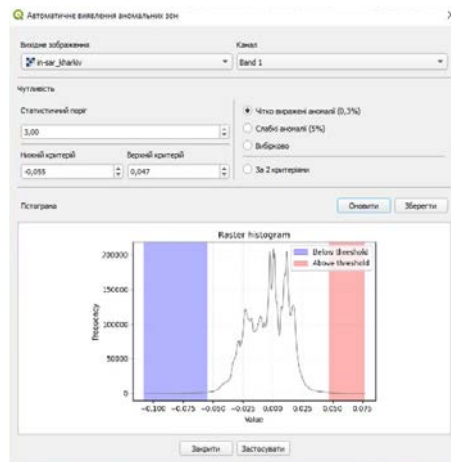 Автоматичне виявлення аномальних зон
Вихідне зображення
Канал
in-sar_kharkiv
Band 1
Чутливість
Статистичний поріг
3,00
Чітко виражені аномалії (0,3%)
Слабкі аномалії (5%)
Вибірково
За 2 критеріями
Нижній критерій
Верхній критерій
-0,055
0,047
Гістограма
Оновити
Зберегти
Raster histogram
Below threshold
Above threshold
Frequency
200000
150000
100000
50000
0
−0.100 −0.075 −0.050 −0.025 0.000 0.025 0.050 0.075
Value
Закрити
Застосувати